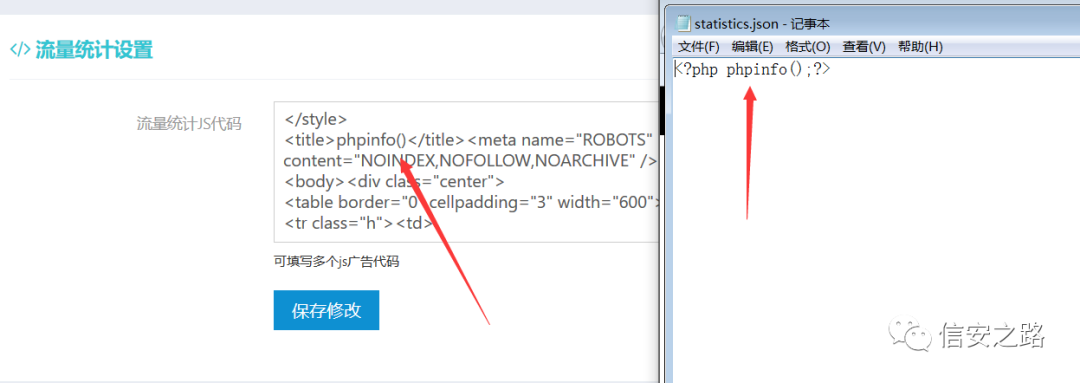 </> 流量统计设置
流量统计JS代码
</style>
<title>phpinfo()</title><meta name="ROBOTS"
content="NOINDEX,NOFOLLOW,NOARCHIVE" />
<body><div class="center">
<table border="0" cellpadding="3" width="600">
<tr class="h"><td>
可填写多个js广告代码
保存修改
statistics.json - 记事本
文件(F) 编辑(E) 格式(O) 查看(V) 帮助(H)
<?php phpinfo();?>
信安之路